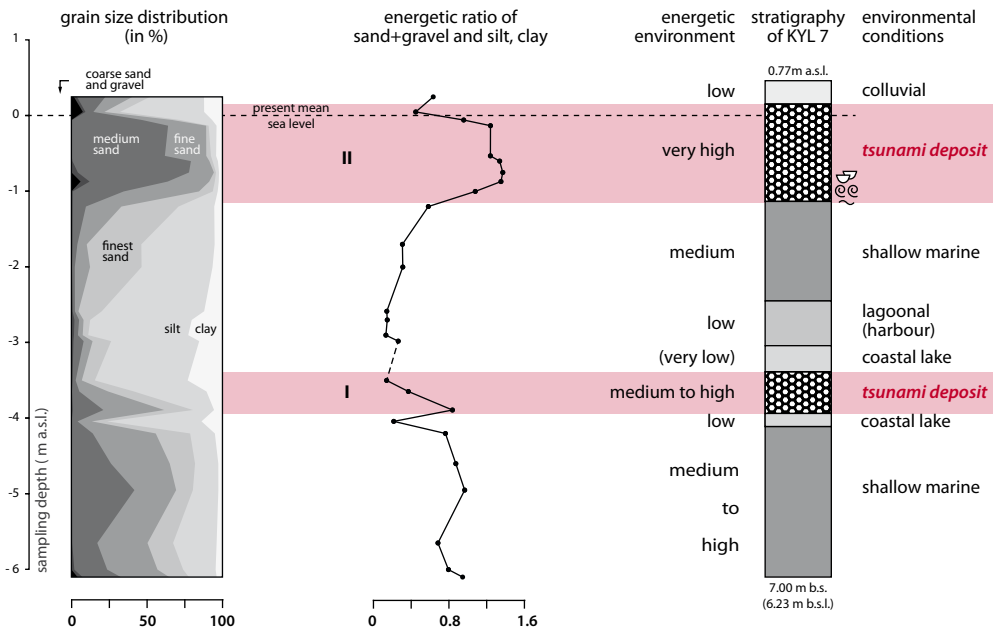 grain size distribution
(in %)
energetic ratio of
sand+gravel and silt, clay
energetic
environment
stratigraphy
of KYL 7
environmental
conditions
1
0
-1
-2
-3
-4
-5
-6
sampling depth ( m a.s.l.)
coarse sand
and gravel
medium
sand
fine
sand
finest
sand
silt
clay
present mean
sea level
II
I
low
very high
medium
low
(very low)
medium to high
low
medium
to
high
0.77m a.s.l.
7.00 m b.s.
(6.23 m b.s.l.)
colluvial
tsunami deposit
shallow marine
lagoonal
(harbour)
coastal lake
tsunami deposit
coastal lake
shallow marine
0
50
100
0
0.8
1.6